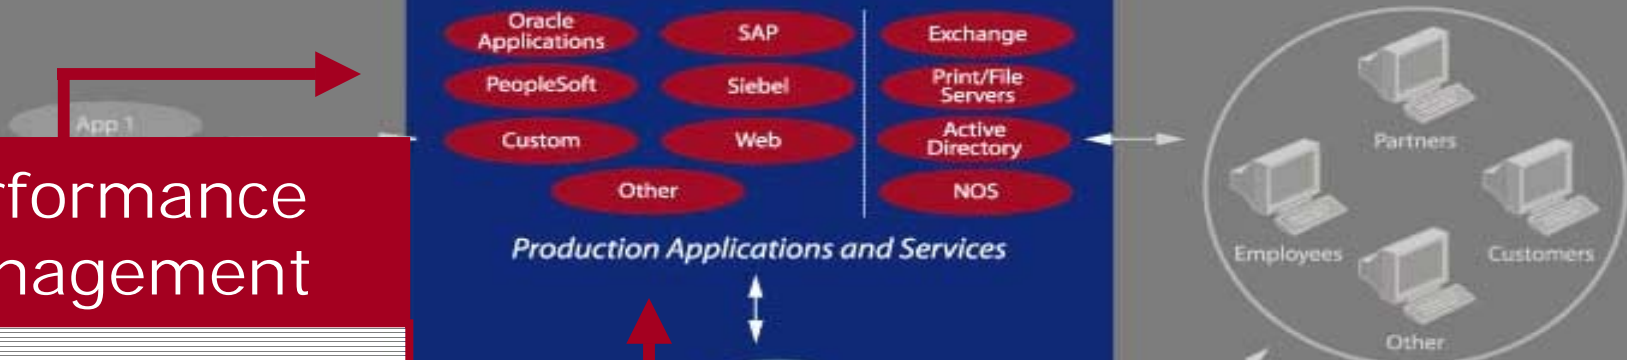 Oracle
Applications
SAP
Exchange
PeopleSoft
Siebel
Print/File
Servers
App 1
Custom
Web
Active
Directory
Partners
rformance
Other
NOS
nagement
Production Applications and Services
Employees
Customers
Other